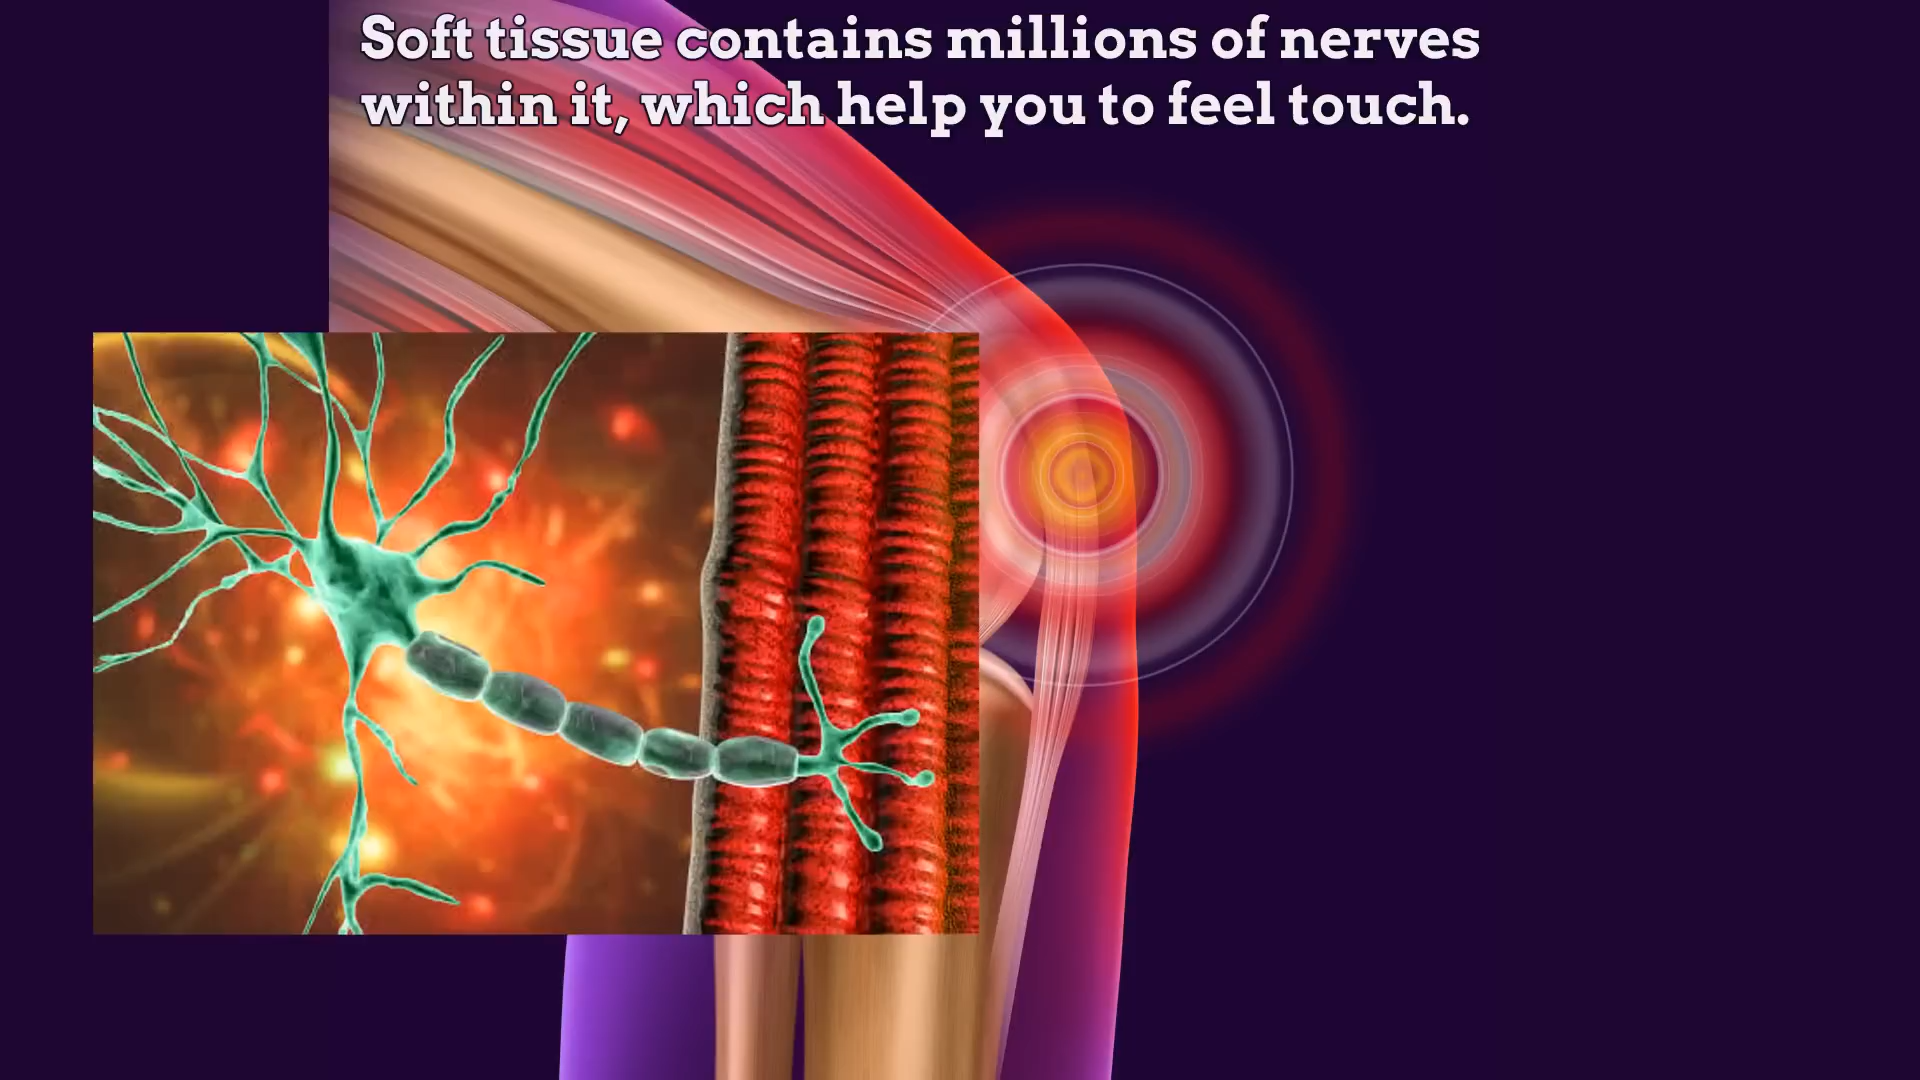 Soft tissue contains millions of nerves
within it, which help you to feel touch.